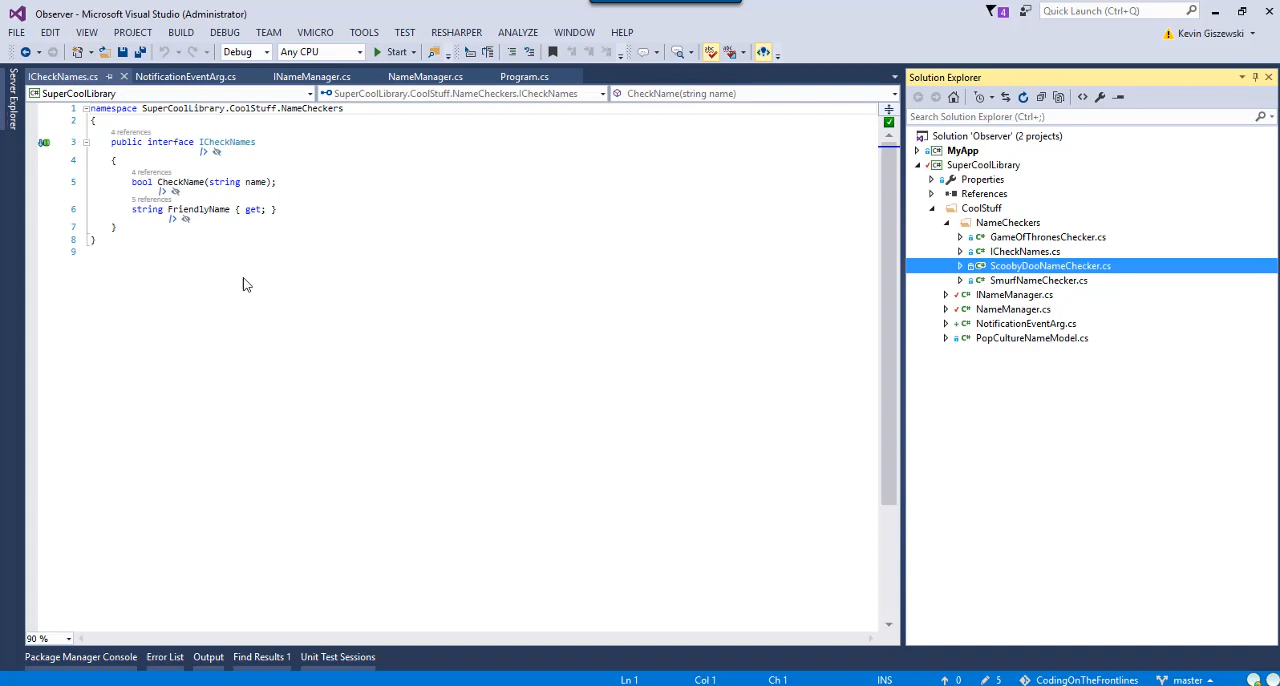 Observer - Microsoft Visual Studio (Administrator)
4
Quick Launch (Ctrl+Q)
FILE EDIT VIEW PROJECT BUILD DEBUG TEAM VMICRO TOOLS TEST RESHARPER ANALYZE WINDOW HELP
Kevin Giszewski
Debug Any CPU Start
Server Explorer
ICheckNames.cs NotificationEventArg.cs INameManager.cs NameManager.cs Program.cs
SuperCoolLibrary SuperCoolLibrary.CoolStuff.NameCheckers.ICheckNames CheckName(string name)
1 namespace SuperCoolLibrary.CoolStuff.NameCheckers
2 {
4 references
3 public interface ICheckNames
4 {
4 references
5 bool CheckName(string name);
5 references
6 string FriendlyName { get; }
7 }
8 }
9
90 %
Solution Explorer
Search Solution Explorer (Ctrl+;)
Solution 'Observer' (2 projects)
MyApp
SuperCoolLibrary
Properties
References
CoolStuff
NameCheckers
GameOfThronesChecker.cs
ICheckNames.cs
ScoobyDooNameChecker.cs
SmurfNameChecker.cs
INameManager.cs
NameManager.cs
NotificationEventArg.cs
PopCultureNameModel.cs
Package Manager Console Error List Output Find Results 1 Unit Test Sessions
Ln 1 Col 1 Ch 1 INS 0 5 CodingOnTheFrontlines master